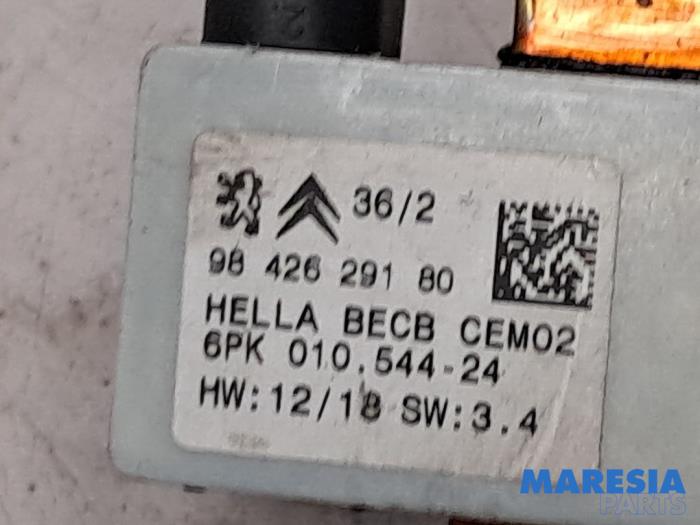 36/2
98 426 291 80
HELLA BECB CEM02
6PK 010.544-24
HW:12/18 SW:3.4
MARESIA
PARTS